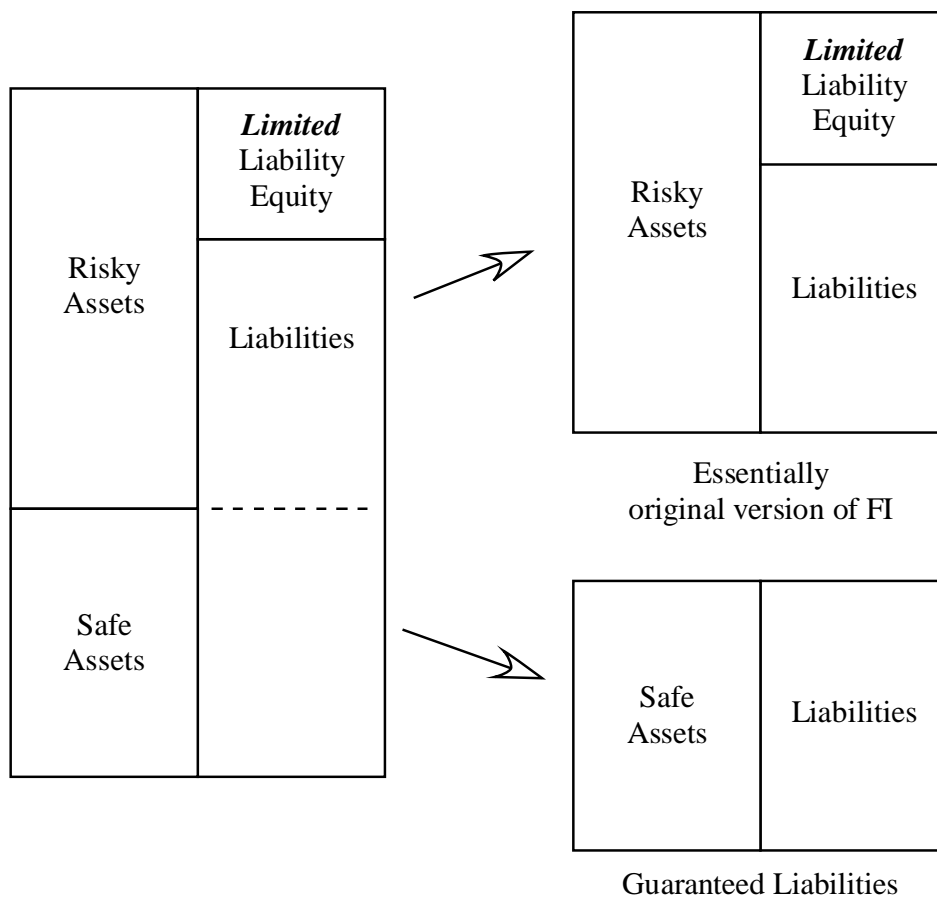 Limited
Liability
Equity
Risky
Assets
Liabilities
Safe
Assets
Limited
Liability
Equity
Risky
Assets
Liabilities
Essentially
original version of FI
Safe
Assets
Liabilities
Guaranteed Liabilities